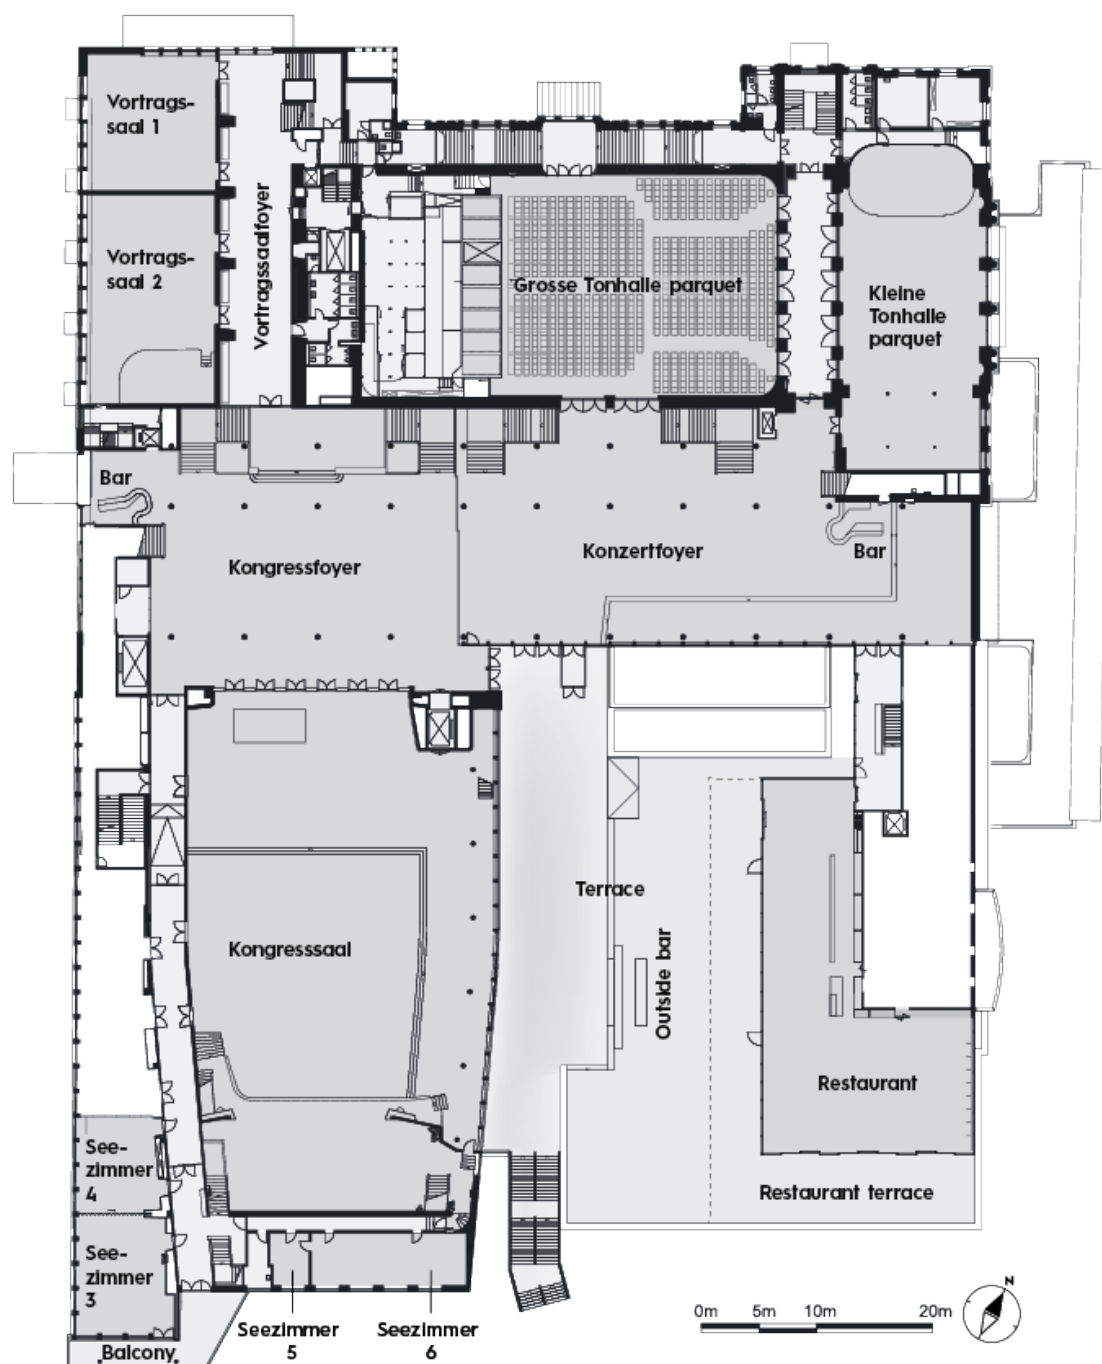 Vortrags-
saal 1
Vortrags-
saal 2
Vortragssaalfoyer
Grosse Tonhalle parquet
Kleine
Tonhalle
parquet
Bar
Kongressfoyer
Konzertfoyer
Bar
Terrace
Outside bar
Kongresssaal
Restaurant
Restaurant terrace
See-
zimmer
4
See-
zimmer
3
Balcony
Seezimmer
5
Seezimmer
6
0m 5m 10m 20m
N